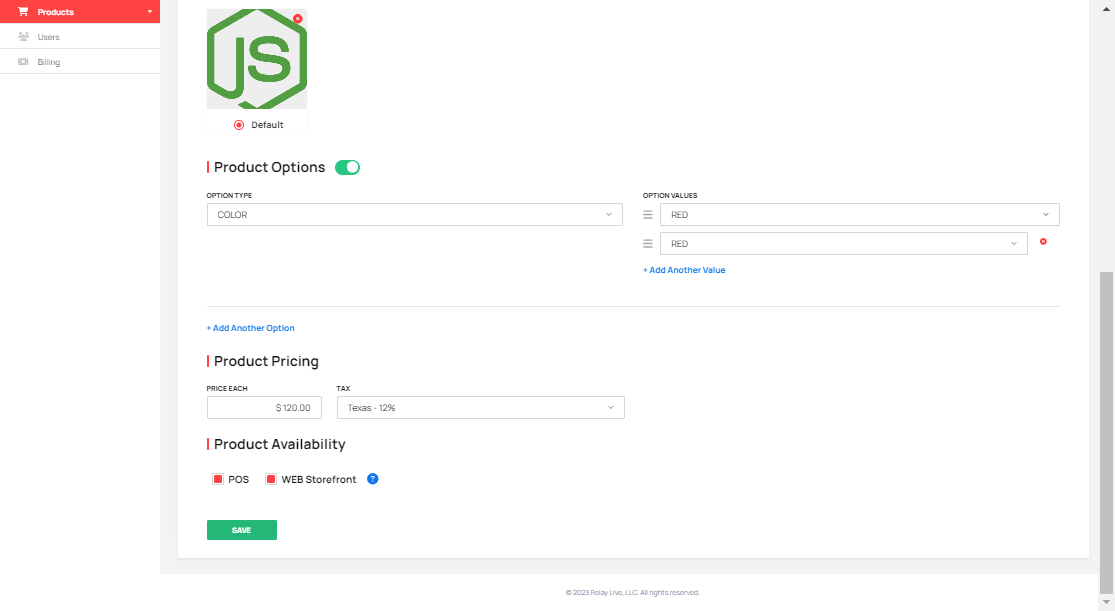 Products
Users
Billing
JS
Default
Product Options
OPTION TYPE
OPTION VALUES
COLOR
RED
RED
+ Add Another Value
+ Add Another Option
Product Pricing
PRICE EACH
TAX
$ 120.00
Texas - 12%
Product Availability
POS
WEB Storefront
?
SAVE
© 2023 Relay Live, LLC. All rights reserved.